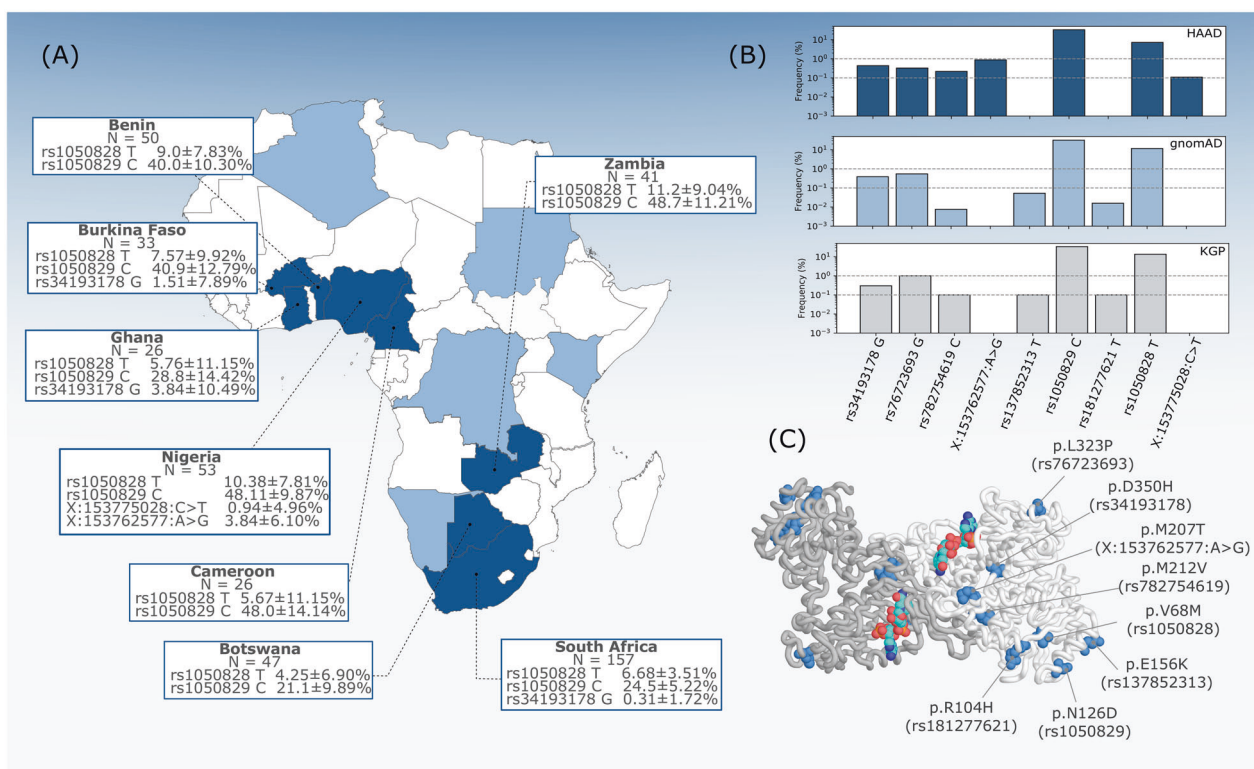 (A)
Benin
N = 50
rs1050828 T 9.0±7.83%
rs1050829 C 40.0±10.30%
Burkina Faso
N = 33
rs1050828 T 7.57±9.92%
rs1050829 C 40.9±12.79%
rs34193178 G 1.51±7.89%
Ghana
N = 26
rs1050828 T 5.76±11.15%
rs1050829 C 28.8±14.42%
rs34193178 G 3.84±10.49%
Nigeria
N = 53
rs1050828 T 10.38±7.81%
rs1050829 C 48.11±9.87%
X:153775028:C>T 0.94±4.96%
X:153762577:A>G 3.84±6.10%
Cameroon
N = 26
rs1050828 T 5.67±11.15%
rs1050829 C 48.0±14.14%
Botswana
N = 47
rs1050828 T 4.25±6.90%
rs1050829 C 21.1±9.89%
Zambia
N = 41
rs1050828 T 11.2±9.04%
rs1050829 C 48.7±11.21%
South Africa
N = 157
rs1050828 T 6.68±3.51%
rs1050829 C 24.5±5.22%
rs34193178 G 0.31±1.72%
(B)
HAAD
Frequency (%)
10¹
10⁰
10⁻¹
10⁻²
10⁻³
gnomAD
Frequency (%)
10¹
10⁰
10⁻¹
10⁻²
10⁻³
KGP
Frequency (%)
10¹
10⁰
10⁻¹
10⁻²
10⁻³
rs34193178 G
rs76723693 G
rs782754619 C
X:153762577:A>G
rs137852313 T
rs1050829 C
rs181277621 T
rs1050828 T
X:153775028:C>T
(C)
p.L323P
(rs76723693)
p.D350H
(rs34193178)
p.M207T
(X:153762577:A>G)
p.M212V
(rs782754619)
p.V68M
(rs1050828)
p.E156K
(rs137852313)
p.R104H
(rs181277621)
p.N126D
(rs1050829)